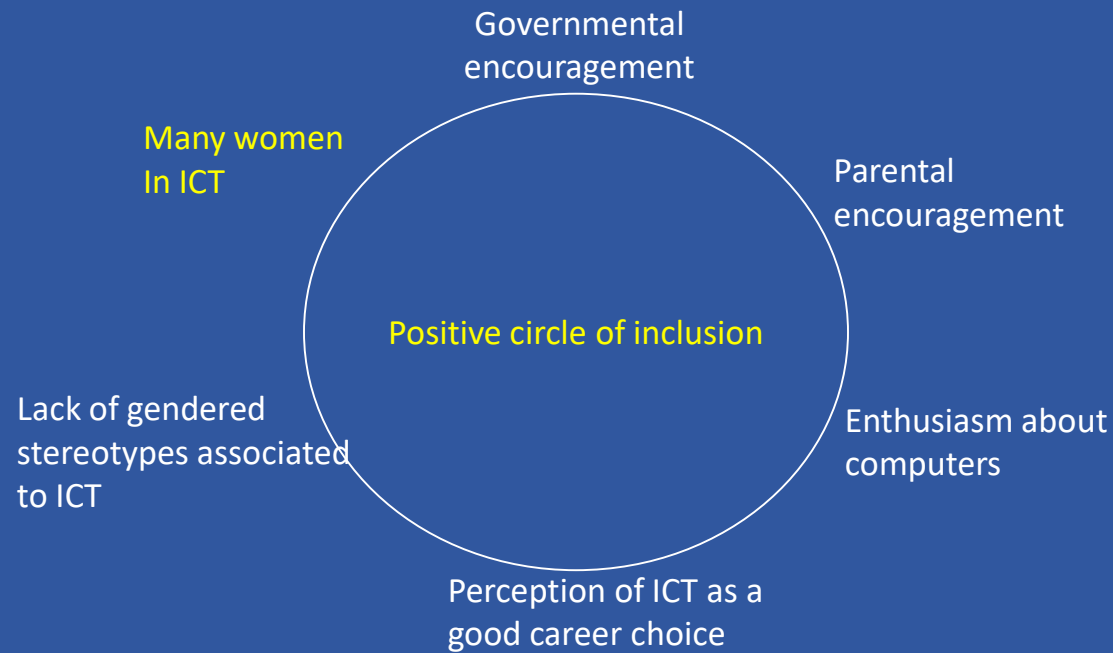 Governmental
encouragement
Many women
In ICT
Parental
encouragement
Positive circle of inclusion
Lack of gendered
stereotypes associated
to ICT
Enthusiasm about
computers
Perception of ICT as a
good career choice